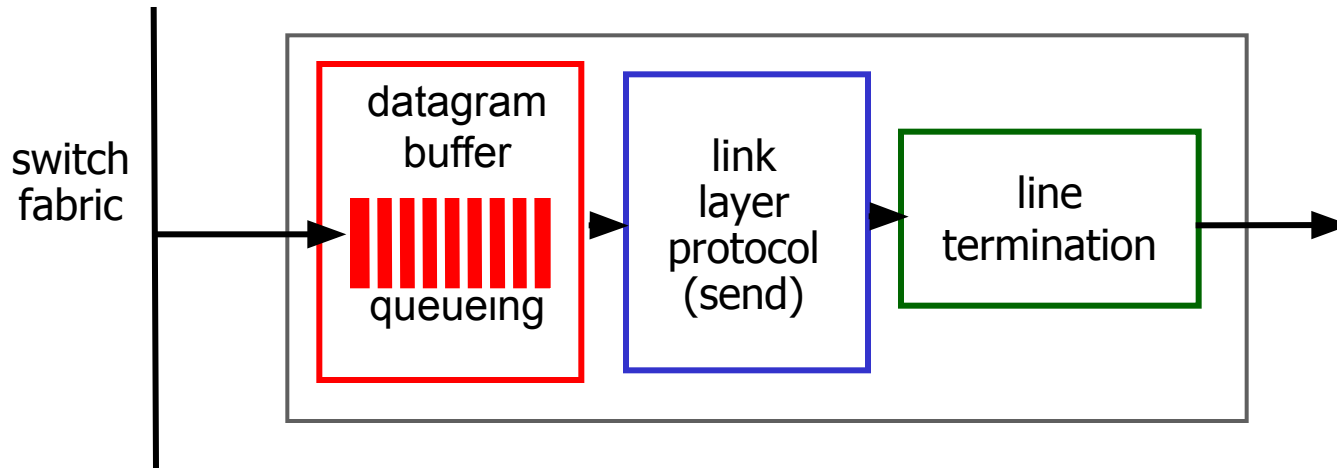 switch
fabric
datagram
buffer
queueing
link
layer
protocol
(send)
line
termination